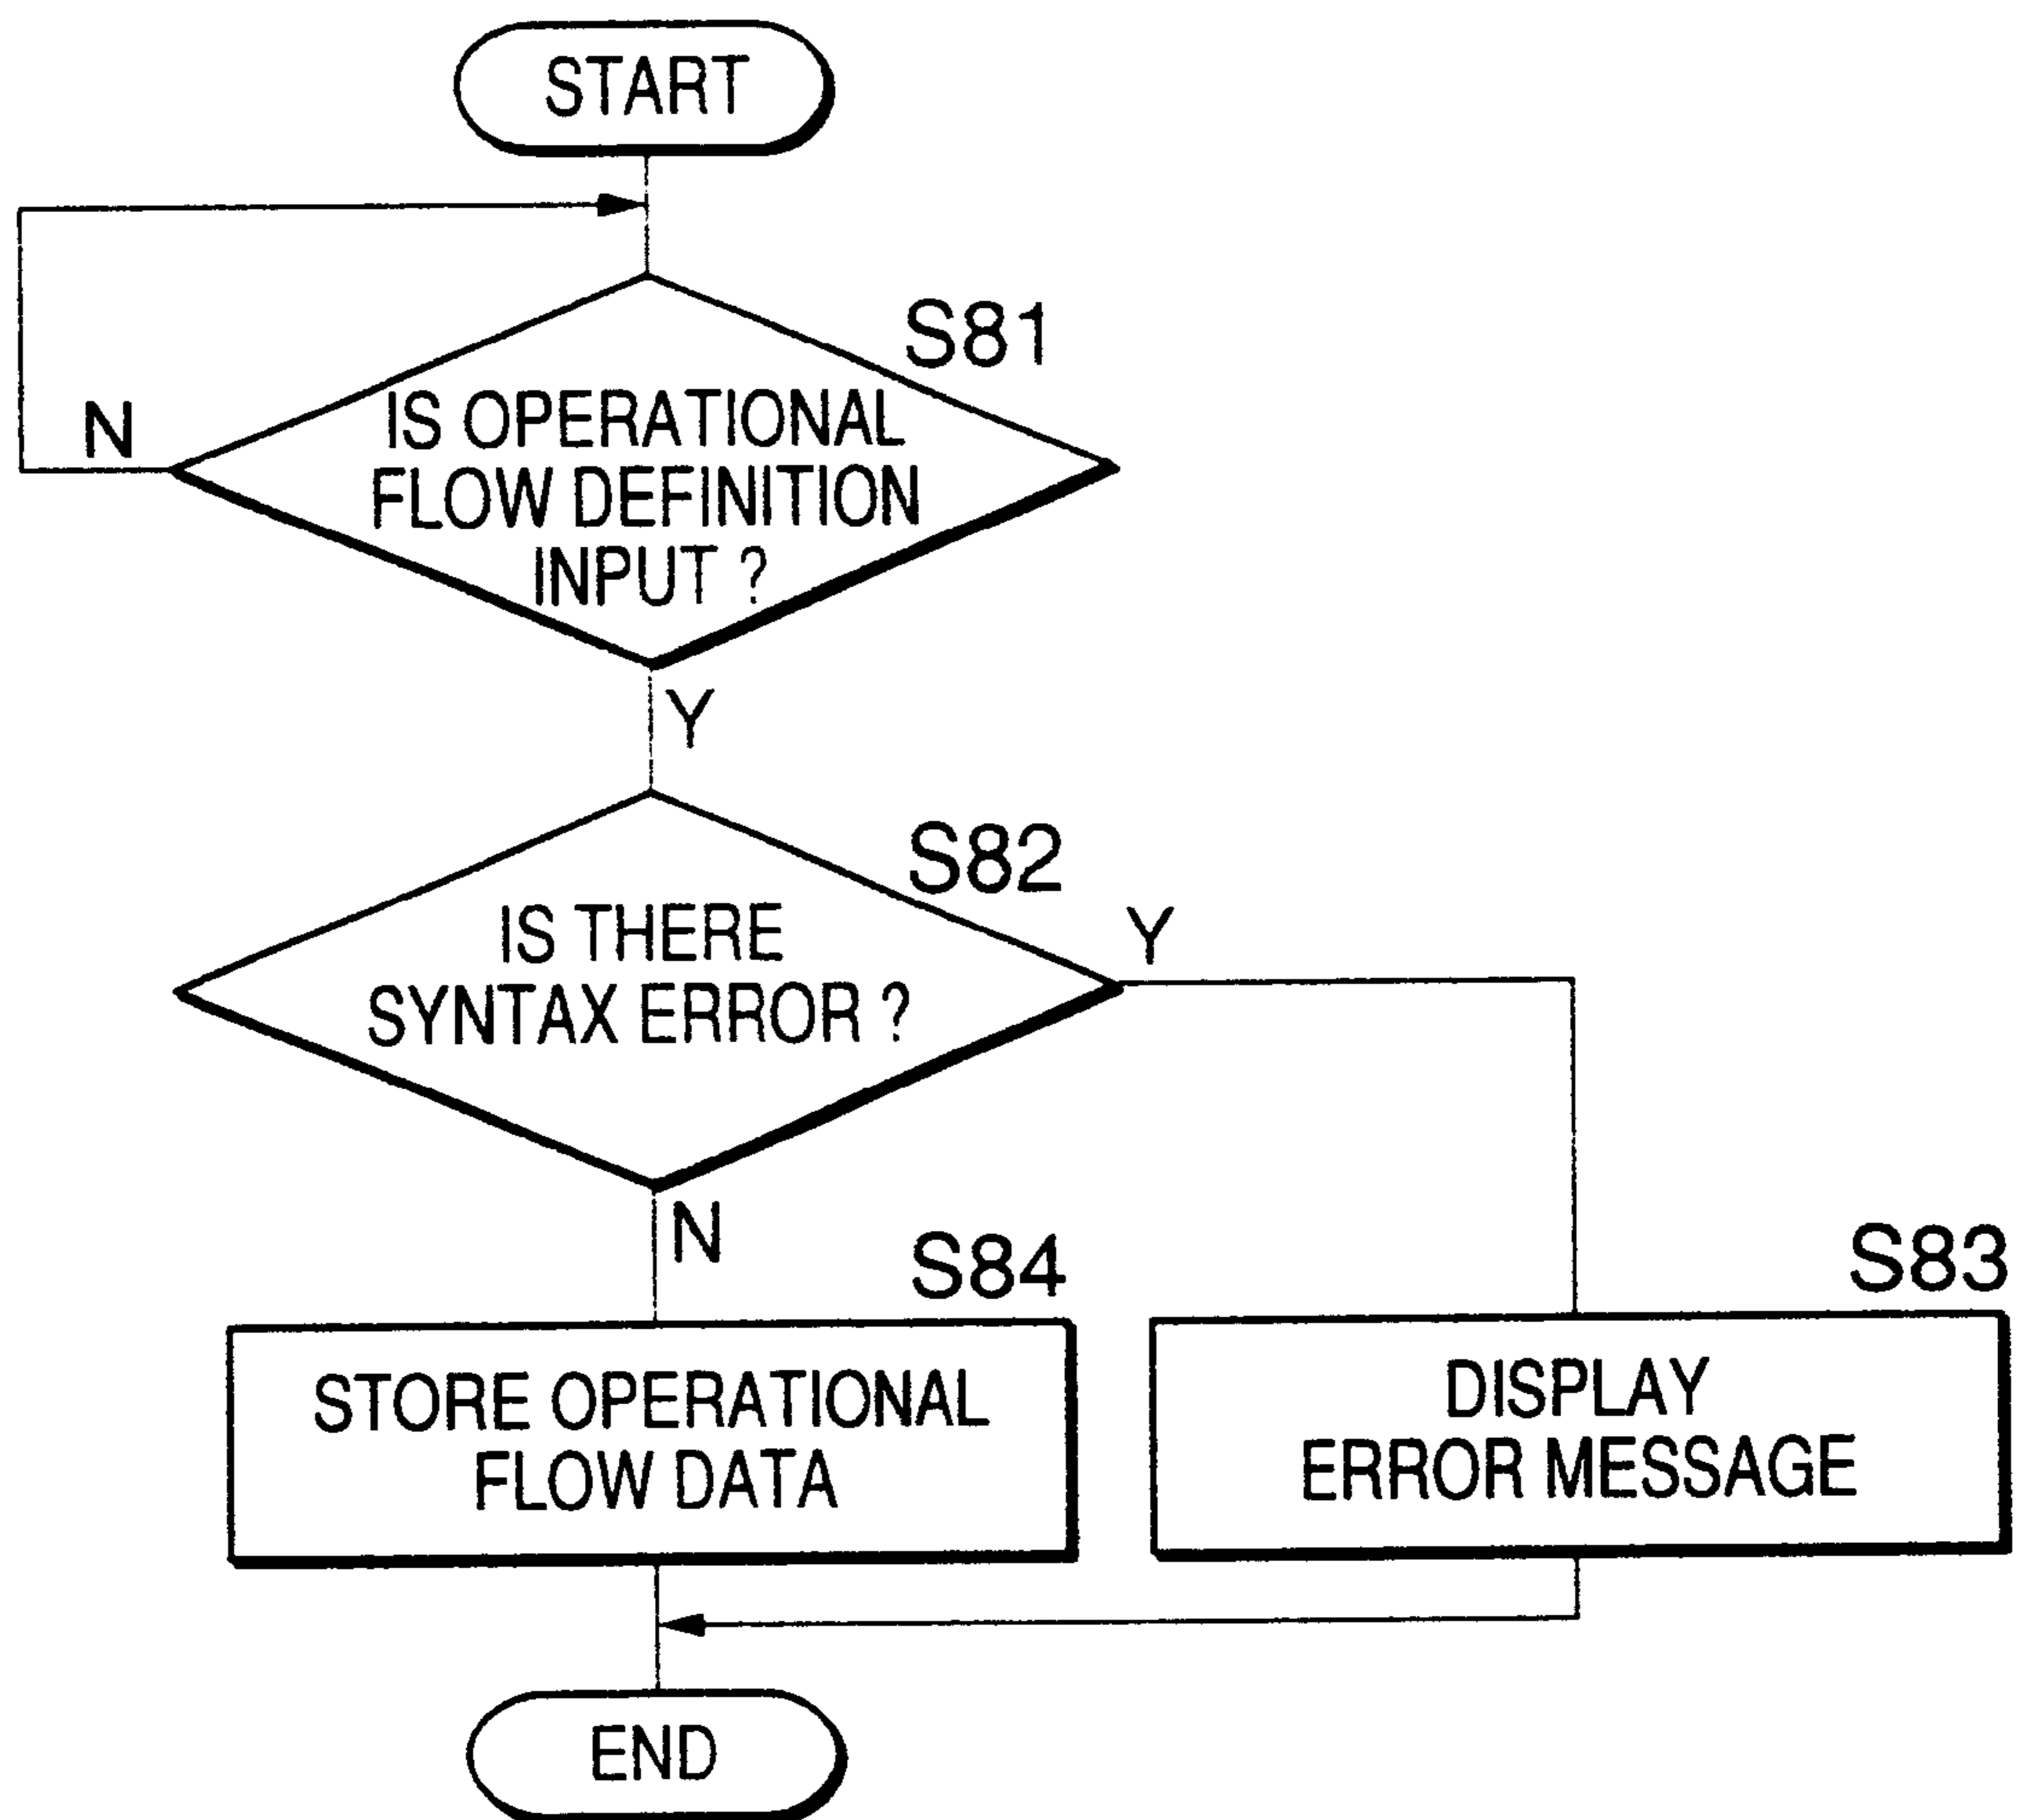 START
S81
N
IS OPERATIONAL
FLOW DEFINITION
INPUT ?
Y
S82
IS THERE
SYNTAX ERROR ?
Y
N
S84
S83
STORE OPERATIONAL
FLOW DATA
DISPLAY
ERROR MESSAGE
END